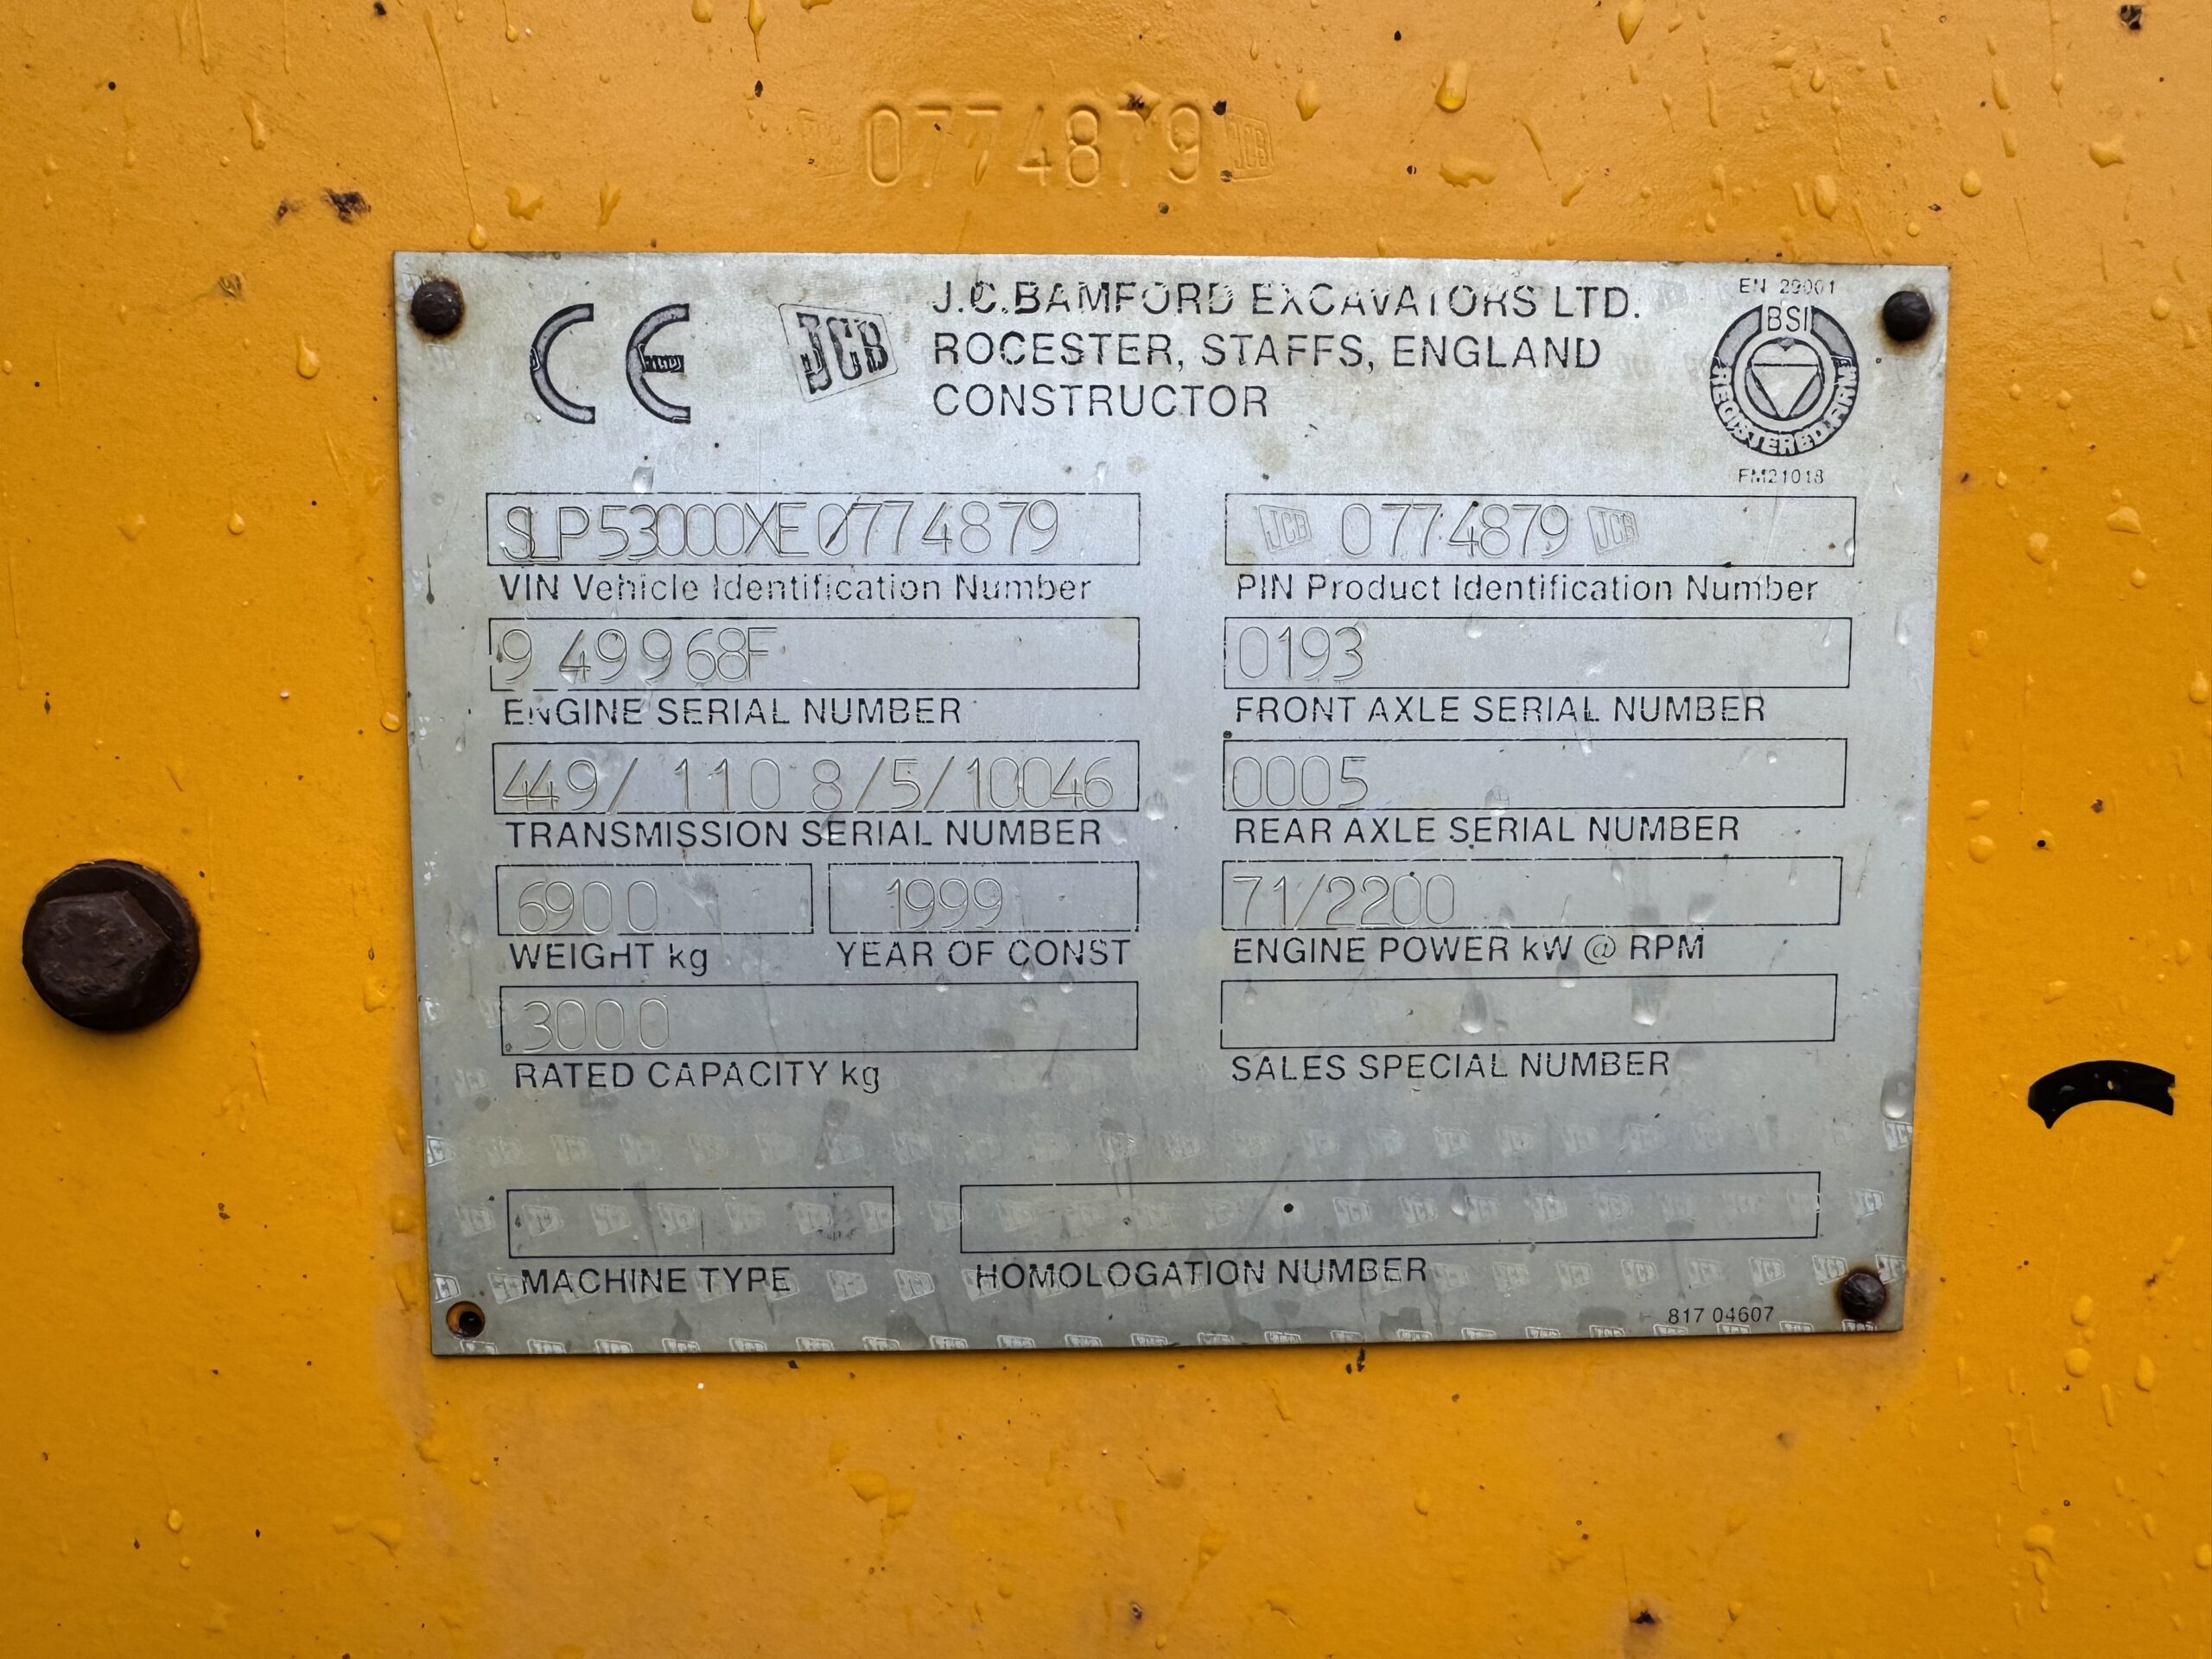 0774879 JCB
CE JCB J.C.BAMFORD EXCAVATORS LTD.
ROCESTER, STAFFS, ENGLAND
CONSTRUCTOR
EN 29001
BSI
REGISTERED FIRM
FM21018
SLP53000XE0774879
VIN Vehicle Identification Number
JCB 0774879 JCB
PIN Product Identification Number
949968F
ENGINE SERIAL NUMBER
0193
FRONT AXLE SERIAL NUMBER
449/ 110 8/5/10046
TRANSMISSION SERIAL NUMBER
0005
REAR AXLE SERIAL NUMBER
6900
WEIGHT kg
1999
YEAR OF CONST
71/2200
ENGINE POWER kW @ RPM
3000
RATED CAPACITY kg
SALES SPECIAL NUMBER
MACHINE TYPE
HOMOLOGATION NUMBER
817 04607